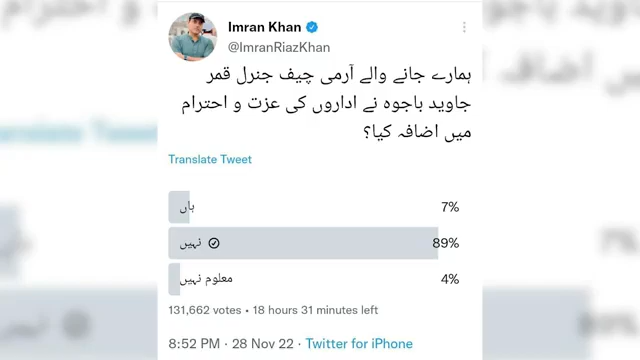 Imran Khan
@ImranRiazKhan
ہمارے جانے والے آرمی چیف جنرل قمر
جاوید باجوہ نے اداروں کی عزت و احترام
میں اضافہ کیا؟
Translate Tweet
ہاں 7%
نہیں 89%
معلوم نہیں 4%
131,662 votes · 18 hours 31 minutes left
8:52 PM · 28 Nov 22 · Twitter for iPhone